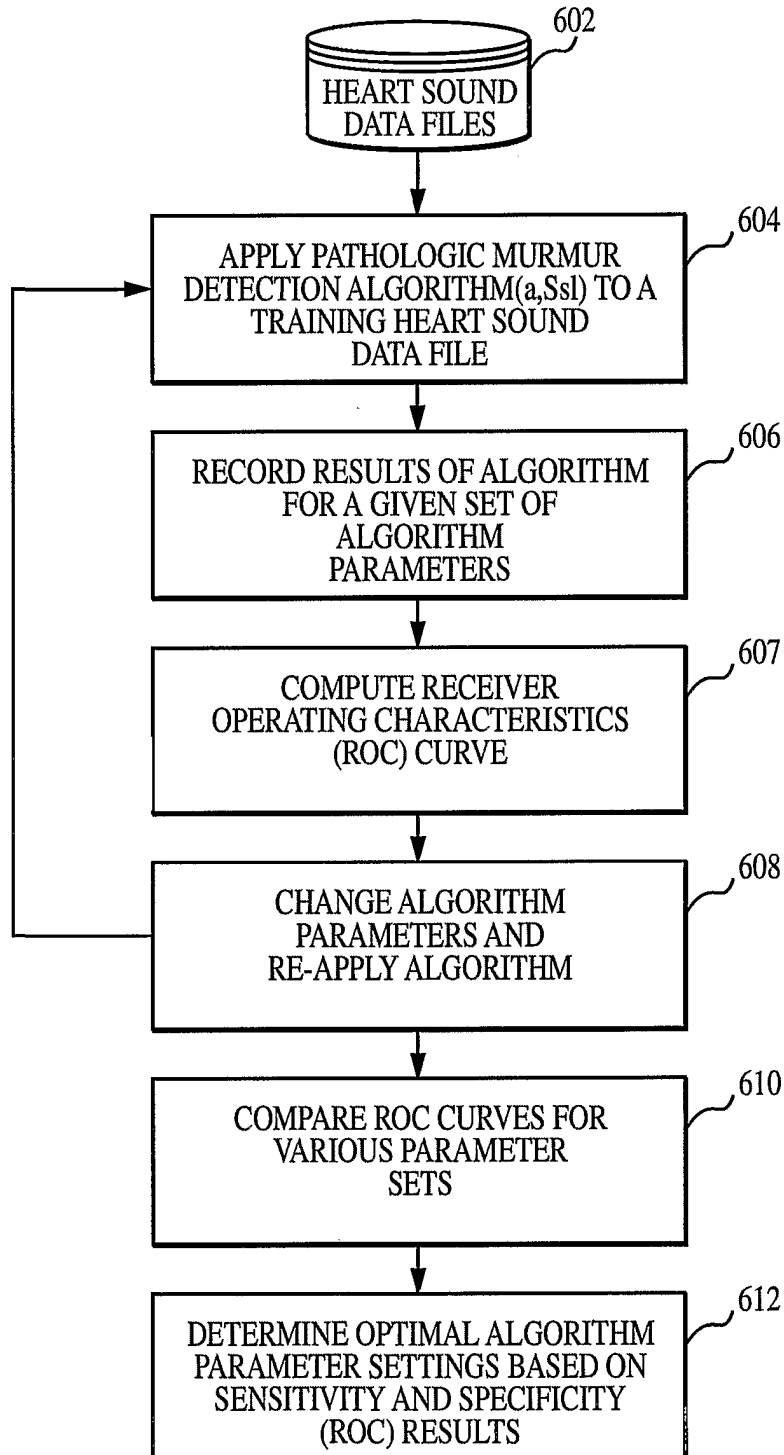 602
HEART SOUND
DATA FILES
604
APPLY PATHOLOGIC MURMUR
DETECTION ALGORITHM(a,Ssl) TO A
TRAINING HEART SOUND
DATA FILE
606
RECORD RESULTS OF ALGORITHM
FOR A GIVEN SET OF
ALGORITHM
PARAMETERS
607
COMPUTE RECEIVER
OPERATING CHARACTERISTICS
(ROC) CURVE
608
CHANGE ALGORITHM
PARAMETERS AND
RE-APPLY ALGORITHM
610
COMPARE ROC CURVES FOR
VARIOUS PARAMETER
SETS
612
DETERMINE OPTIMAL ALGORITHM
PARAMETER SETTINGS BASED ON
SENSITIVITY AND SPECIFICITY
(ROC) RESULTS